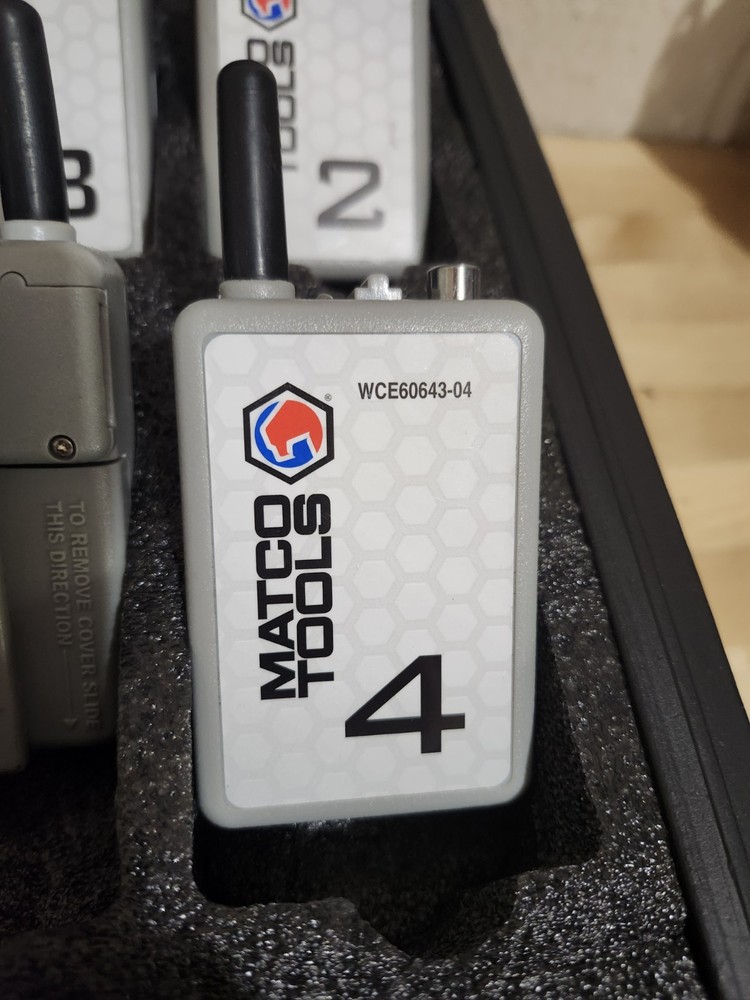 TOOLS
3
2
WCE60643-04
®
MATCO
TOOLS
4
TO REMOVE COVER SLIDE
THIS DIRECTION